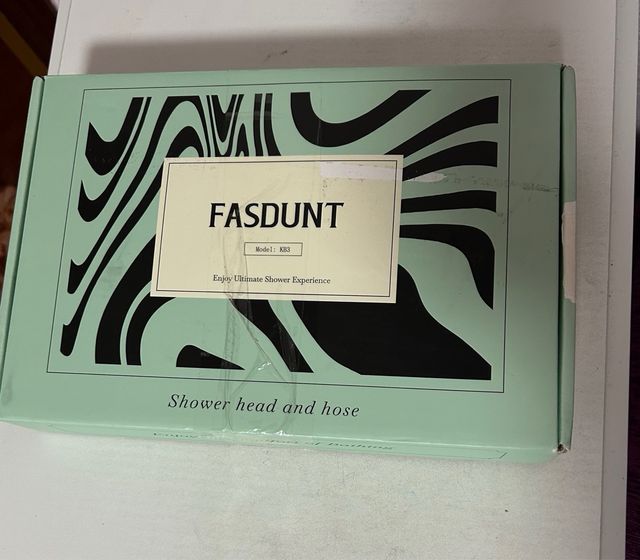 FASDUNT
Model: KB3
Enjoy Ultimate Shower Experience
Shower head and hose